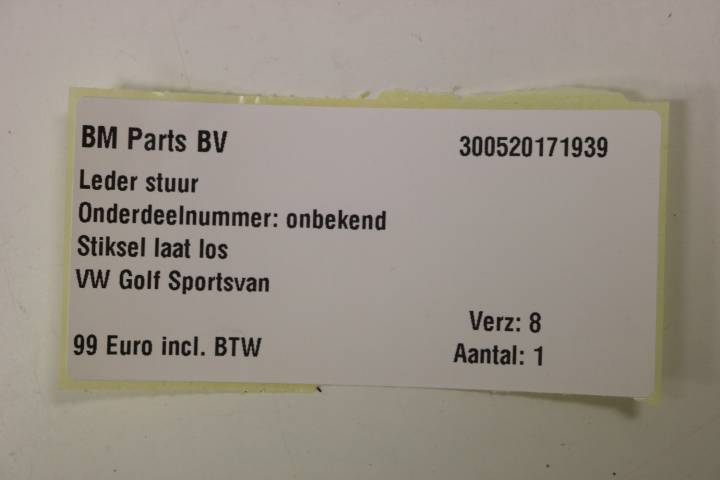 BM Parts BV 300520171939
Leder stuur
Onderdeelnummer: onbekend
Stiksel laat los
VW Golf Sportsvan
Verz: 8
99 Euro incl. BTW Aantal: 1